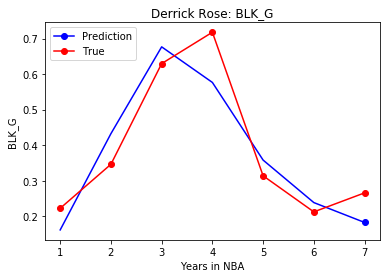 Derrick Rose: BLK_G
Prediction
True
0.7
0.6
0.5
0.4
0.3
0.2
BLK_G
1 2 3 4 5 6 7
Years in NBA